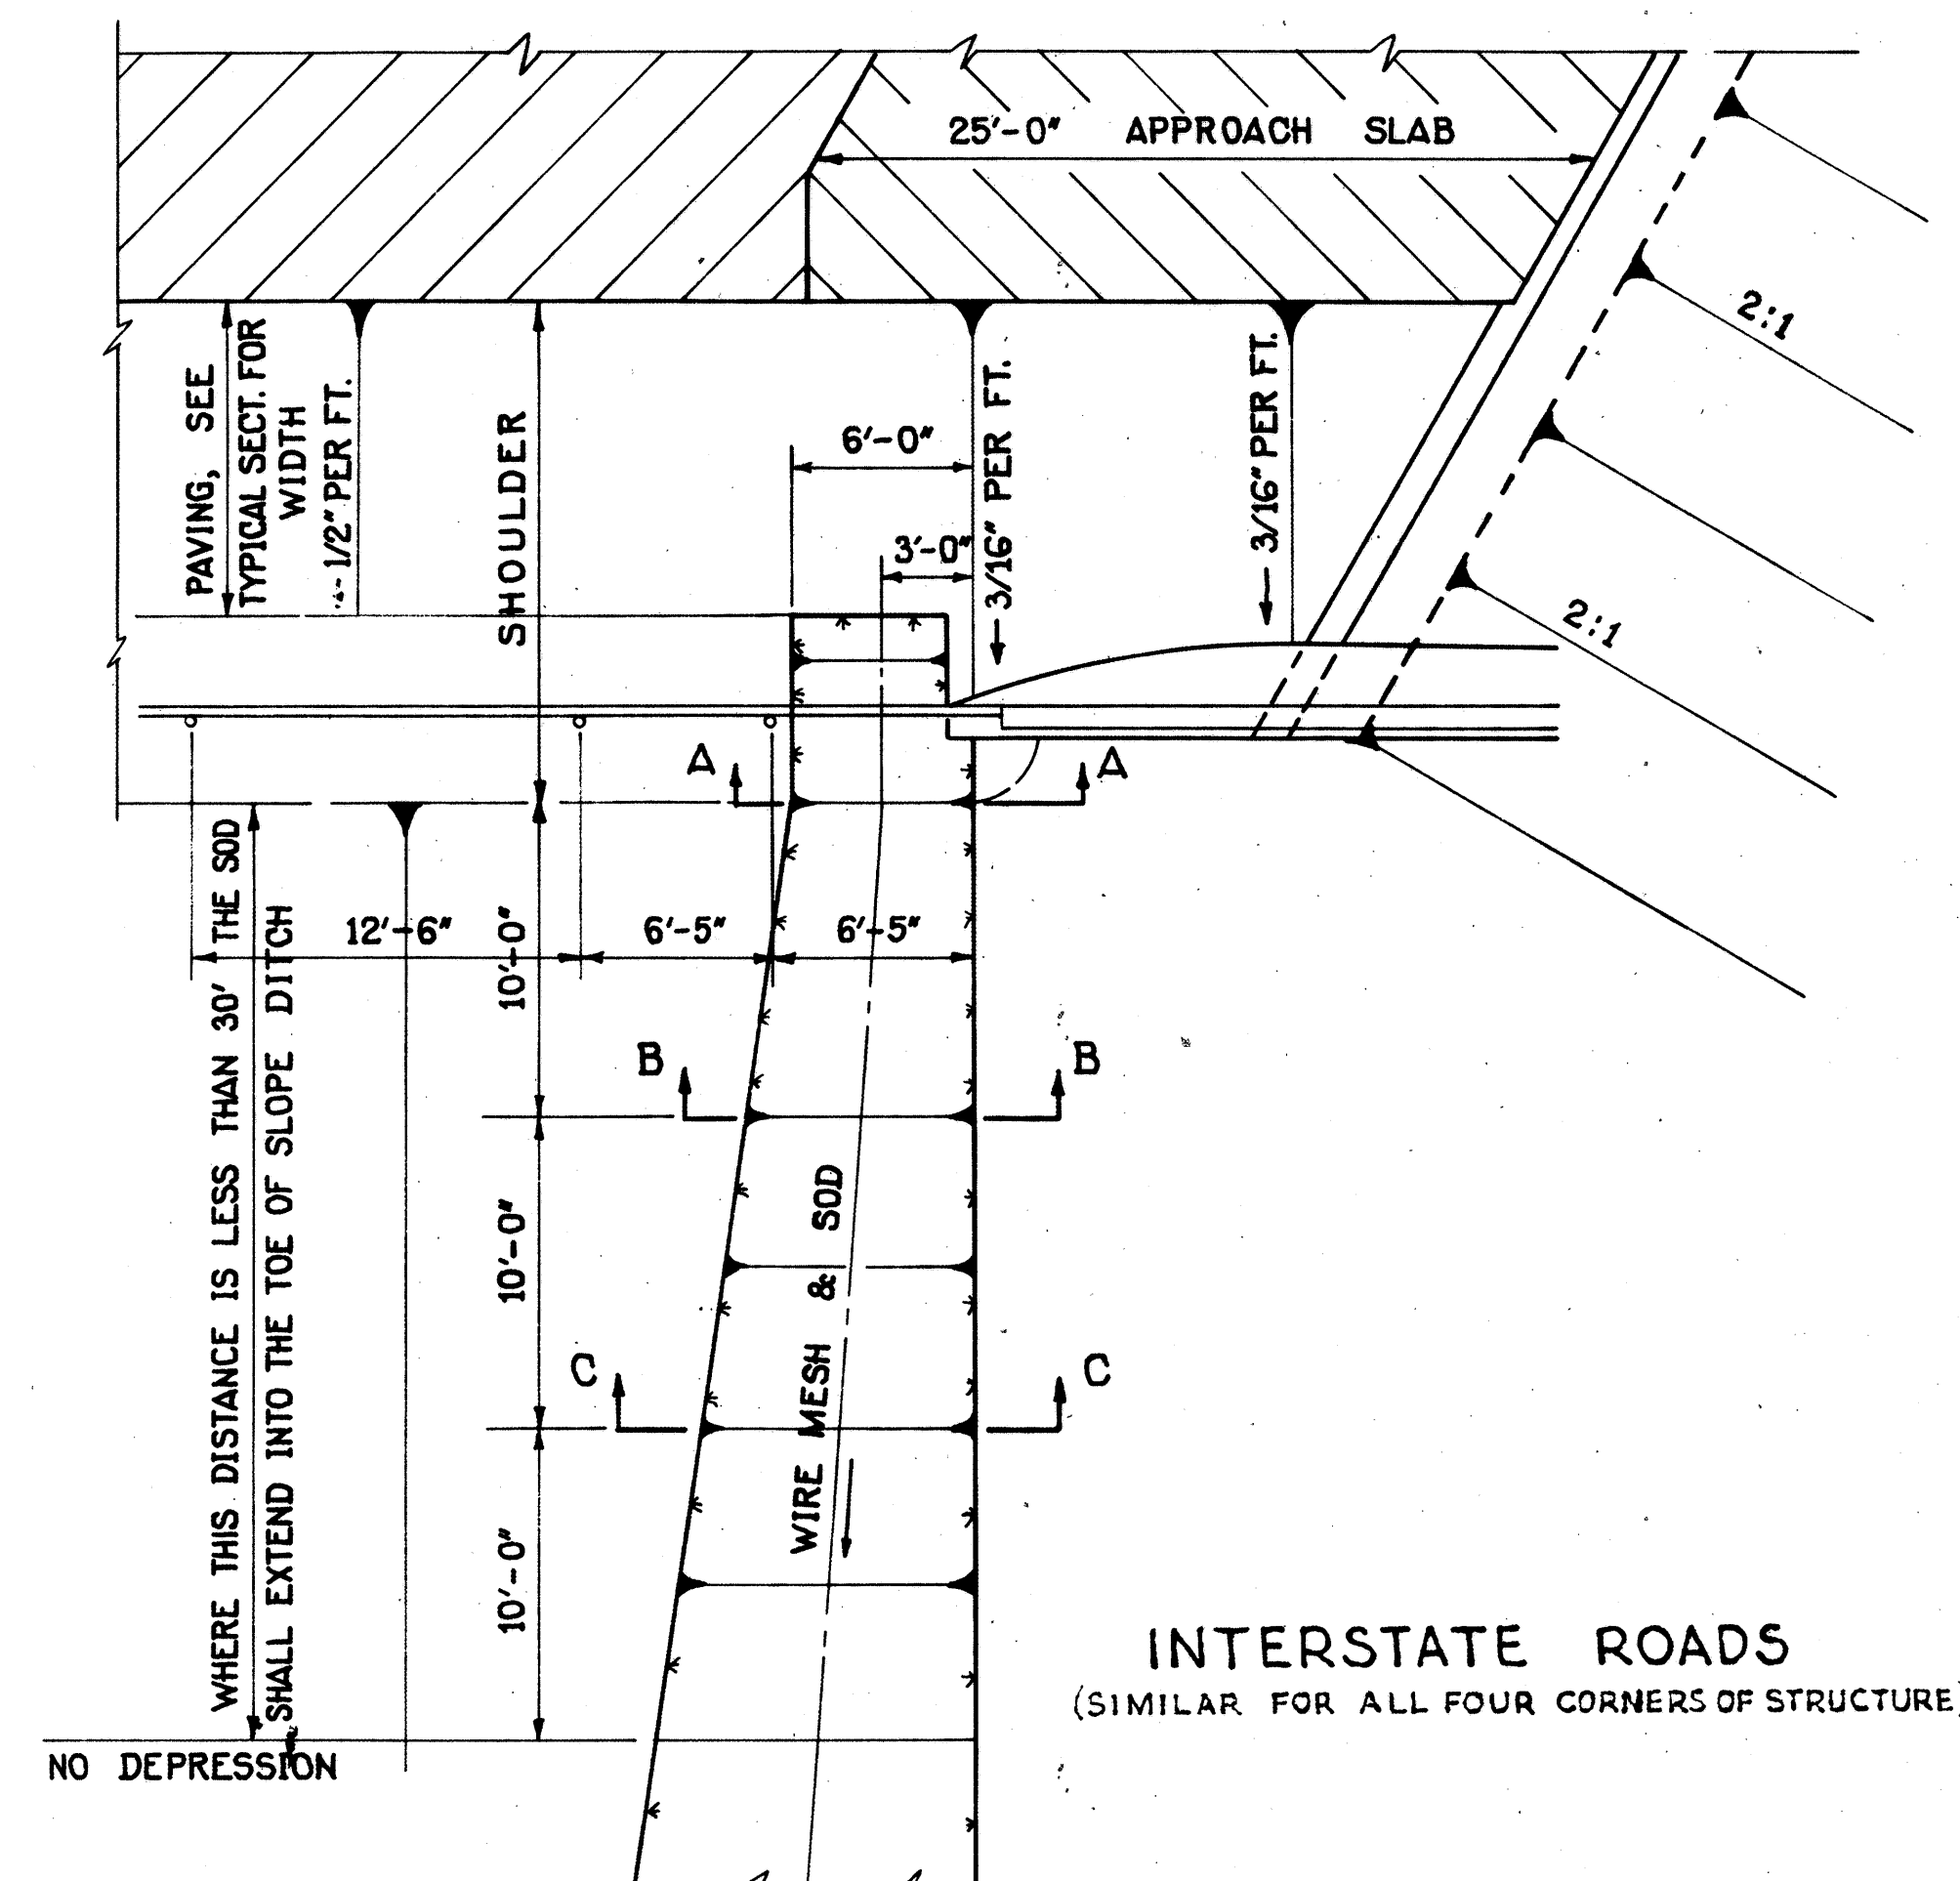 25'-0" APPROACH SLAB
2:1
2:1
PAVING, SEE
TYPICAL SECT. FOR
WIDTH
1/2" PER FT.
SHOULDER
6'-0"
3'-0"
3/16" PER FT.
3/16" PER FT.
A
A
12'-6"
6'-5"
6'-5"
10'-0"
B
B
10'-0"
C
C
10'-0"
WHERE THIS DISTANCE IS LESS THAN 30' THE SOD
SHALL EXTEND INTO THE TOE OF SLOPE DITCH
WIRE MESH & SOD
NO DEPRESSION
INTERSTATE ROADS
(SIMILAR FOR ALL FOUR CORNERS OF STRUCTURE)